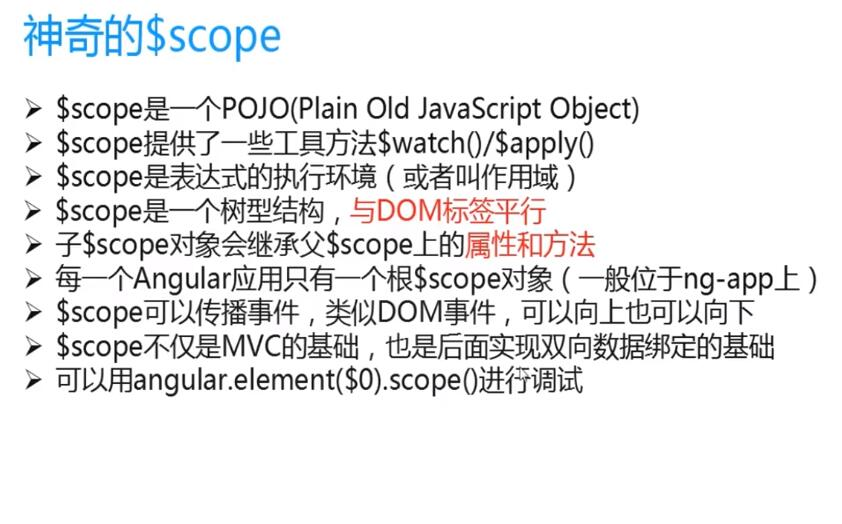 神奇的$scope
➢ $scope是一个POJO(Plain Old JavaScript Object)
➢ $scope提供了一些工具方法$watch()/$apply()
➢ $scope是表达式的执行环境（或者叫作用域）
➢ $scope是一个树型结构，与DOM标签平行
➢ 子$scope对象会继承父$scope上的属性和方法
➢ 每一个Angular应用只有一个根$scope对象（一般位于ng-app上）
➢ $scope可以传播事件，类似DOM事件，可以向上也可以向下
➢ $scope不仅是MVC的基础，也是后面实现双向数据绑定的基础
➢ 可以用angular.element($0).scope()进行调试